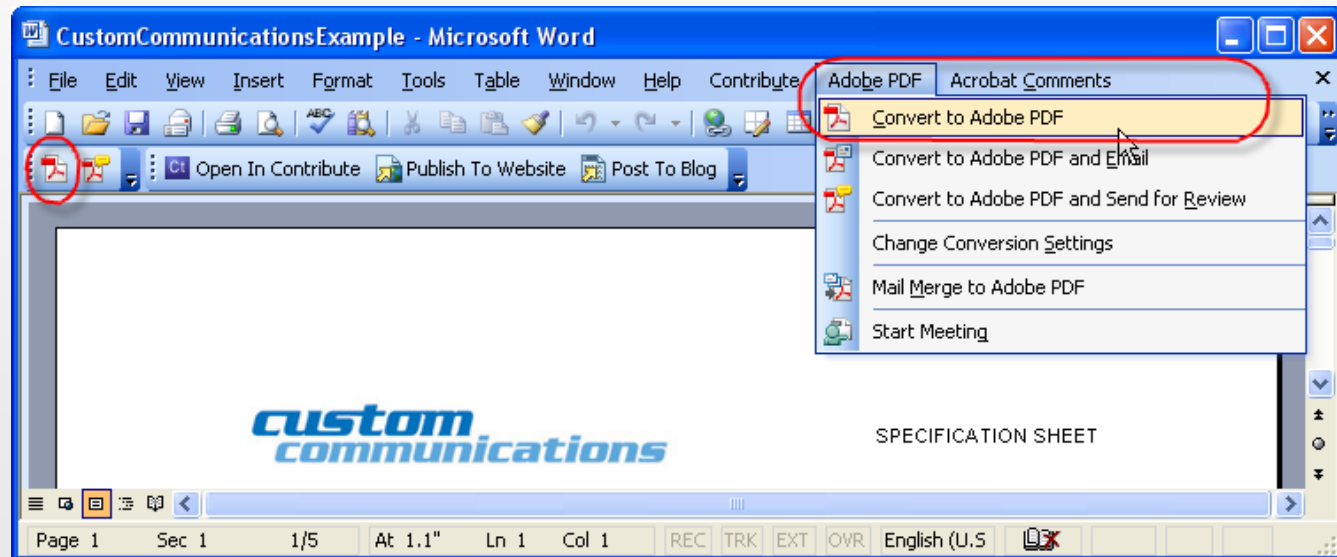 CustomCommunicationsExample - Microsoft Word
File Edit View Insert Format Tools Table Window Help Contribute Adobe PDF Acrobat Comments
Convert to Adobe PDF
Open In Contribute Publish To Website Post To Blog
Convert to Adobe PDF and Email
Convert to Adobe PDF and Send for Review
Change Conversion Settings
Mail Merge to Adobe PDF
Start Meeting
custom
communications
SPECIFICATION SHEET
Page 1 Sec 1 1/5 At 1.1" Ln 1 Col 1 REC TRK EXT OVR English (U.S